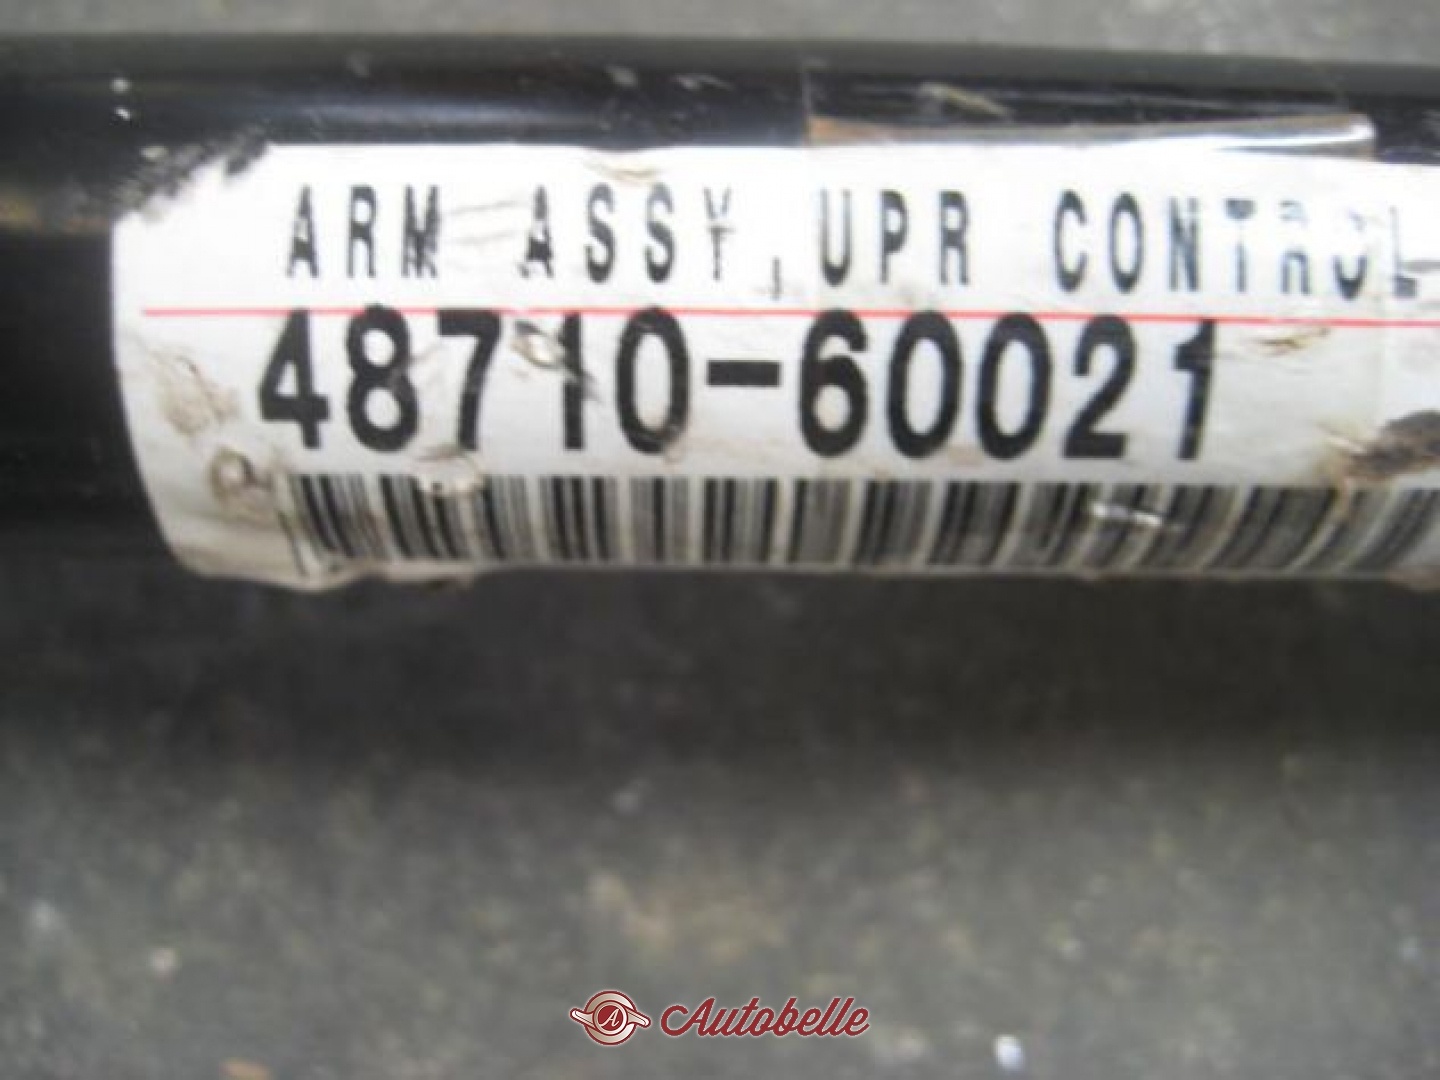 ARM ASSY, UPR CONTROL
48710-60021
A Autobelle